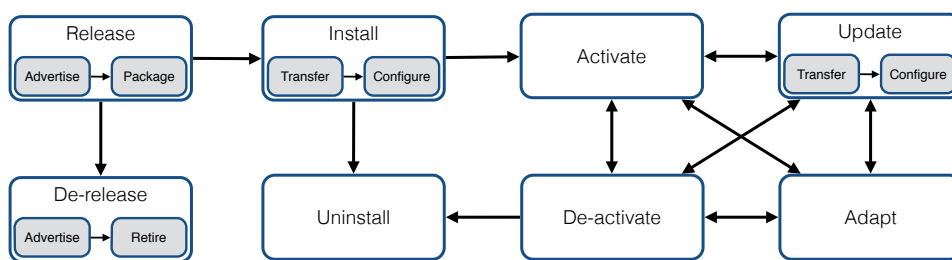 Release
Advertise
Package
Install
Transfer
Configure
Activate
Update
Transfer
Configure
De-release
Advertise
Retire
Uninstall
De-activate
Adapt